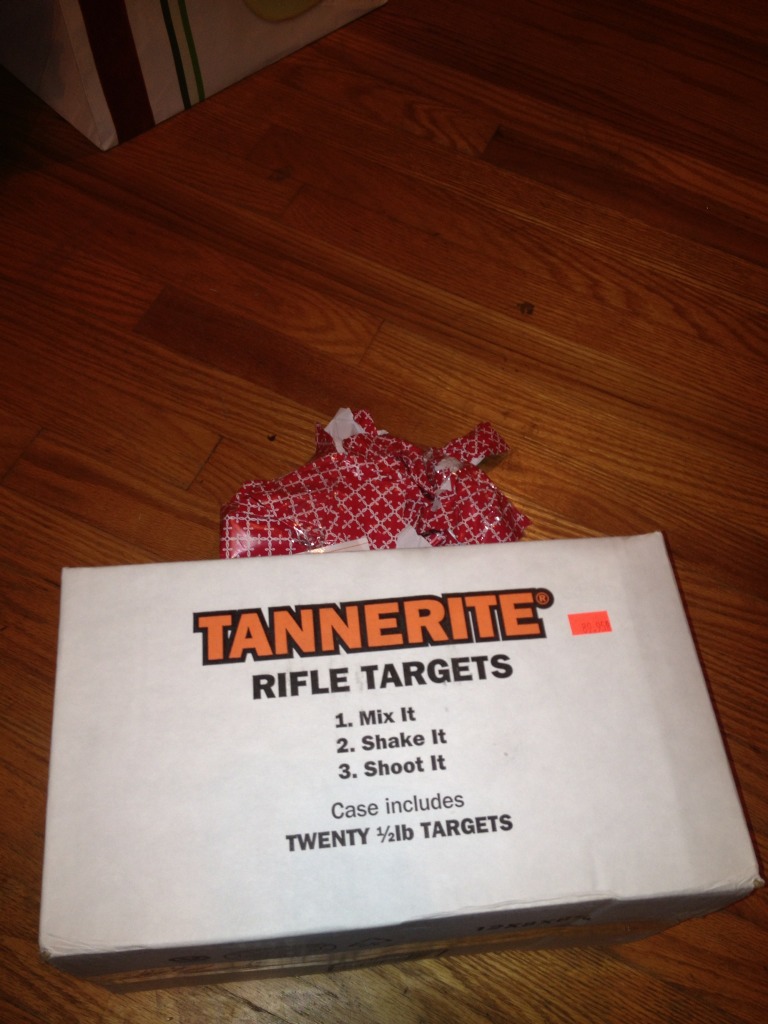 TANNERITE®
RIFLE TARGETS
1. Mix It
2. Shake It
3. Shoot It
Case includes
TWENTY ½lb TARGETS